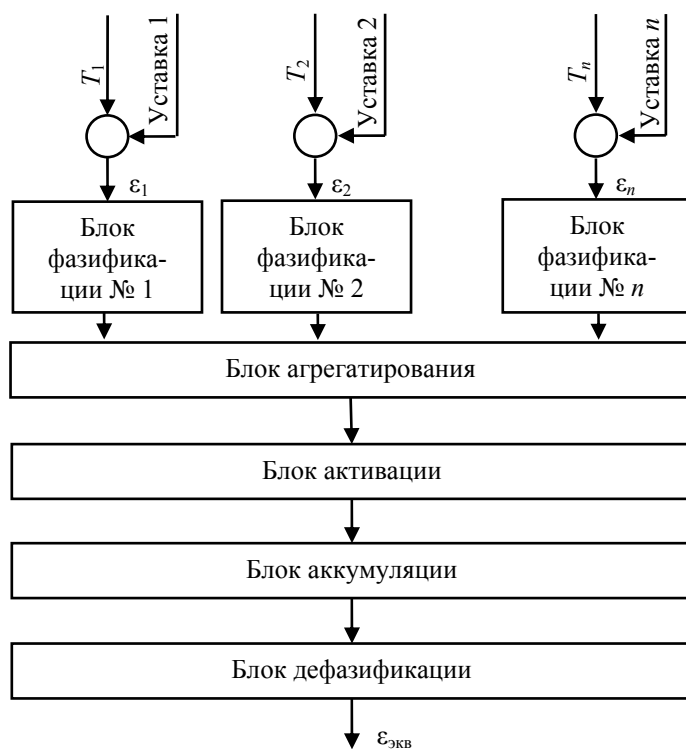 T₁
Уставка 1
T₂
Уставка 2
Tₙ
Уставка n
ε₁
ε₂
εₙ
Блок
фазифика-
ции № 1
Блок
фазифика-
ции № 2
Блок
фазифика-
ции № n
Блок агрегатирования
Блок активации
Блок аккумуляции
Блок дефазификации
εэкв